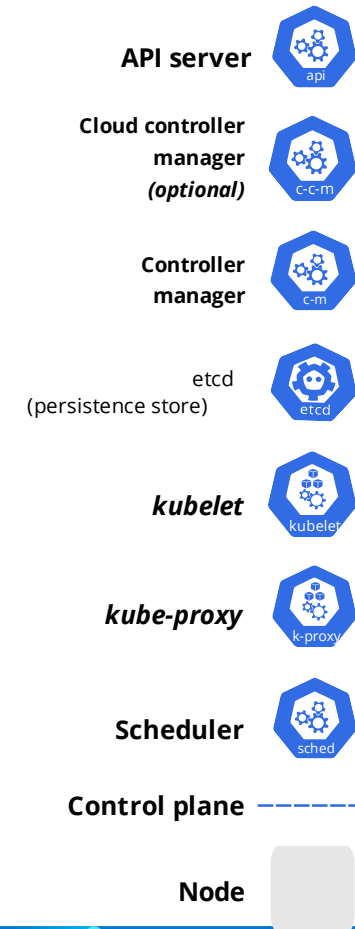 API server
api
Cloud controller
manager
(optional)
c-c-m
Controller
manager
c-m
etcd
(persistence store)
etcd
kubelet
kubelet
kube-proxy
k-proxy
Scheduler
sched
Control plane
Node